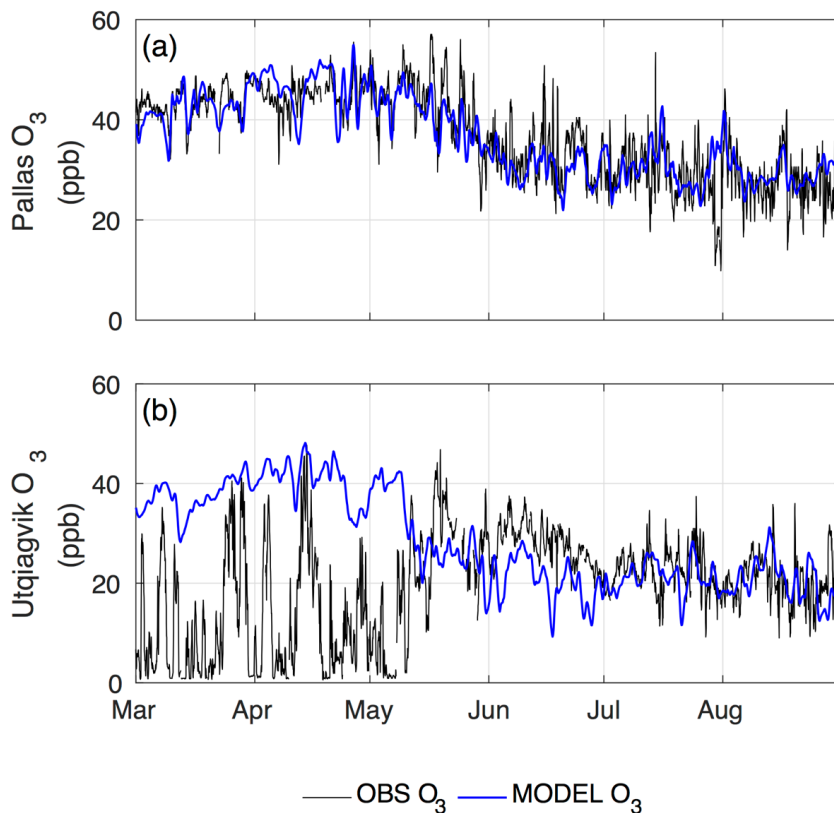 60
(a)
40
20
0
Pallas O3
(ppb)
60
(b)
40
20
0
Utqiagvik O3
(ppb)
Mar Apr May Jun Jul Aug
OBS O3 MODEL O3